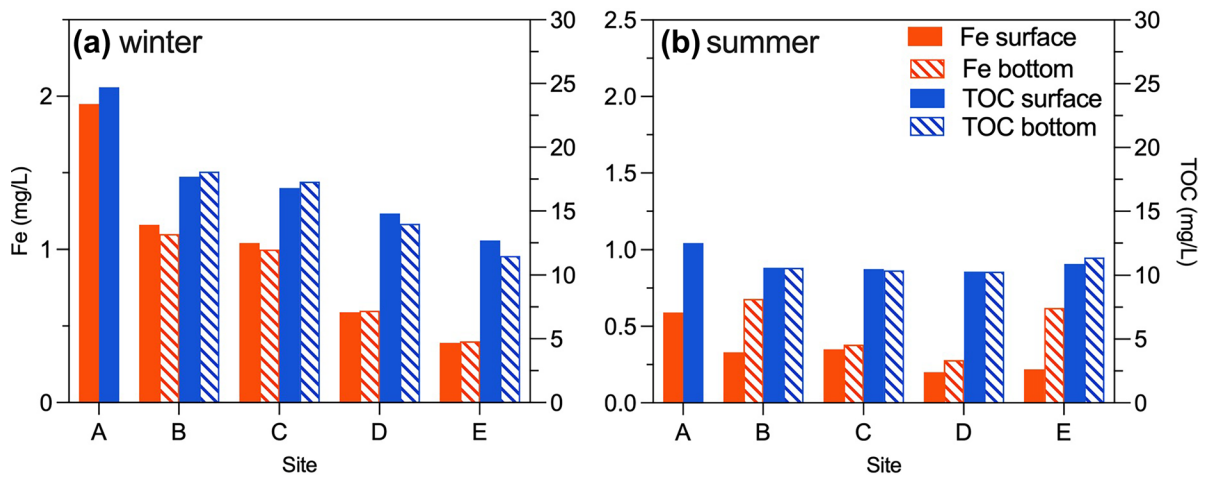 (a) winter
Fe (mg/L)
2
1
0
30
25
20
15
10
5
0
A B C D E
Site
(b) summer
Fe surface
Fe bottom
TOC surface
TOC bottom
2.5
2.0
1.5
1.0
0.5
0.0
30
25
20
15
10
5
0
TOC (mg/L)
A B C D E
Site